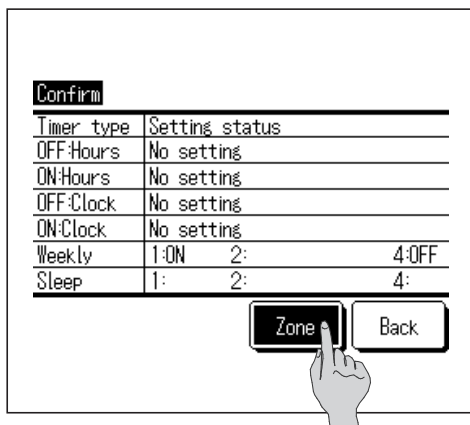 Confirm
Timer type Setting status
OFF:Hours No setting
ON:Hours No setting
OFF:Clock No setting
ON:Clock No setting
Weekly 1:ON 2: 4:OFF
Sleep 1: 2: 4:
Zone Back